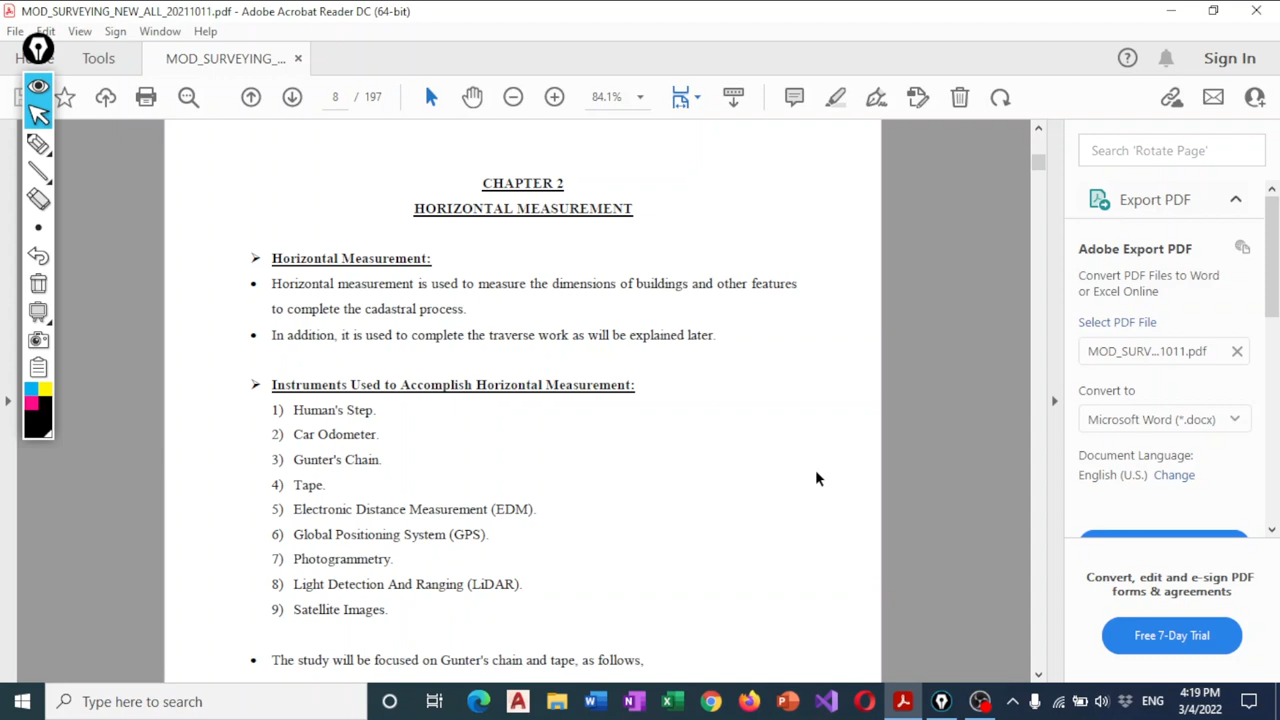 MOD_SURVEYING_NEW_ALL_20211011.pdf - Adobe Acrobat Reader DC (64-bit)
File Edit View Sign Window Help
Tools
MOD_SURVEYING_...
Sign In
8 / 197
84.1%
CHAPTER 2
HORIZONTAL MEASUREMENT
➢ Horizontal Measurement:
• Horizontal measurement is used to measure the dimensions of buildings and other features
to complete the cadastral process.
• In addition, it is used to complete the traverse work as will be explained later.
➢ Instruments Used to Accomplish Horizontal Measurement:
1) Human's Step.
2) Car Odometer.
3) Gunter's Chain.
4) Tape.
5) Electronic Distance Measurement (EDM).
6) Global Positioning System (GPS).
7) Photogrammetry.
8) Light Detection And Ranging (LiDAR).
9) Satellite Images.
• The study will be focused on Gunter's chain and tape, as follows,
Search 'Rotate Page'
Export PDF
Adobe Export PDF
Convert PDF Files to Word
or Excel Online
Select PDF File
MOD_SURV...1011.pdf
Convert to
Microsoft Word (*.docx)
Document Language:
English (U.S.) Change
Convert, edit and e-sign PDF
forms & agreements
Free 7-Day Trial
Type here to search
ENG
4:19 PM
3/4/2022